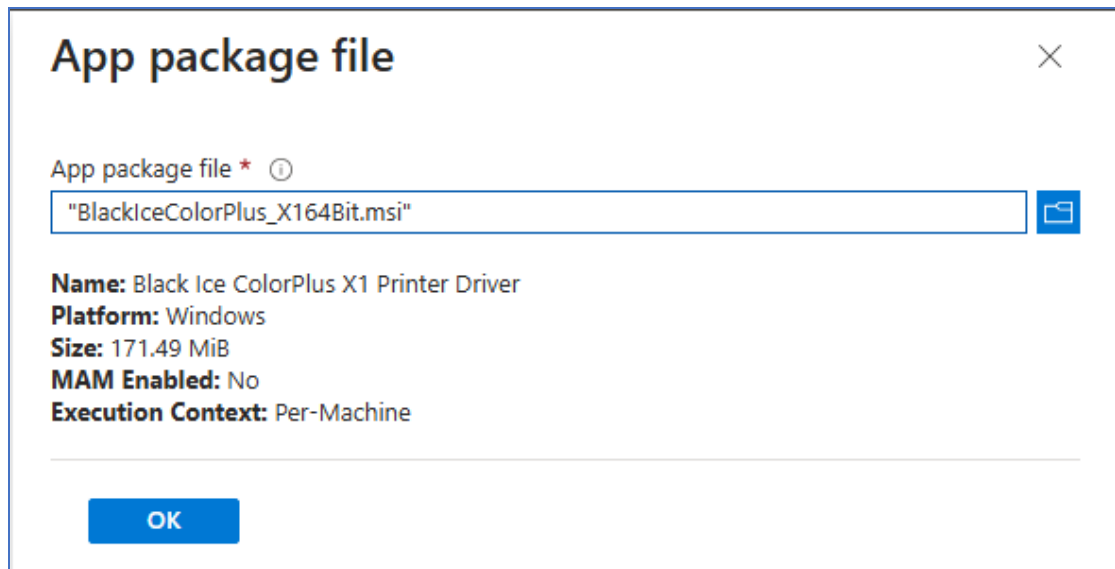 App package file
App package file *
"BlackIceColorPlus_X164Bit.msi"
Name: Black Ice ColorPlus X1 Printer Driver
Platform: Windows
Size: 171.49 MiB
MAM Enabled: No
Execution Context: Per-Machine
OK